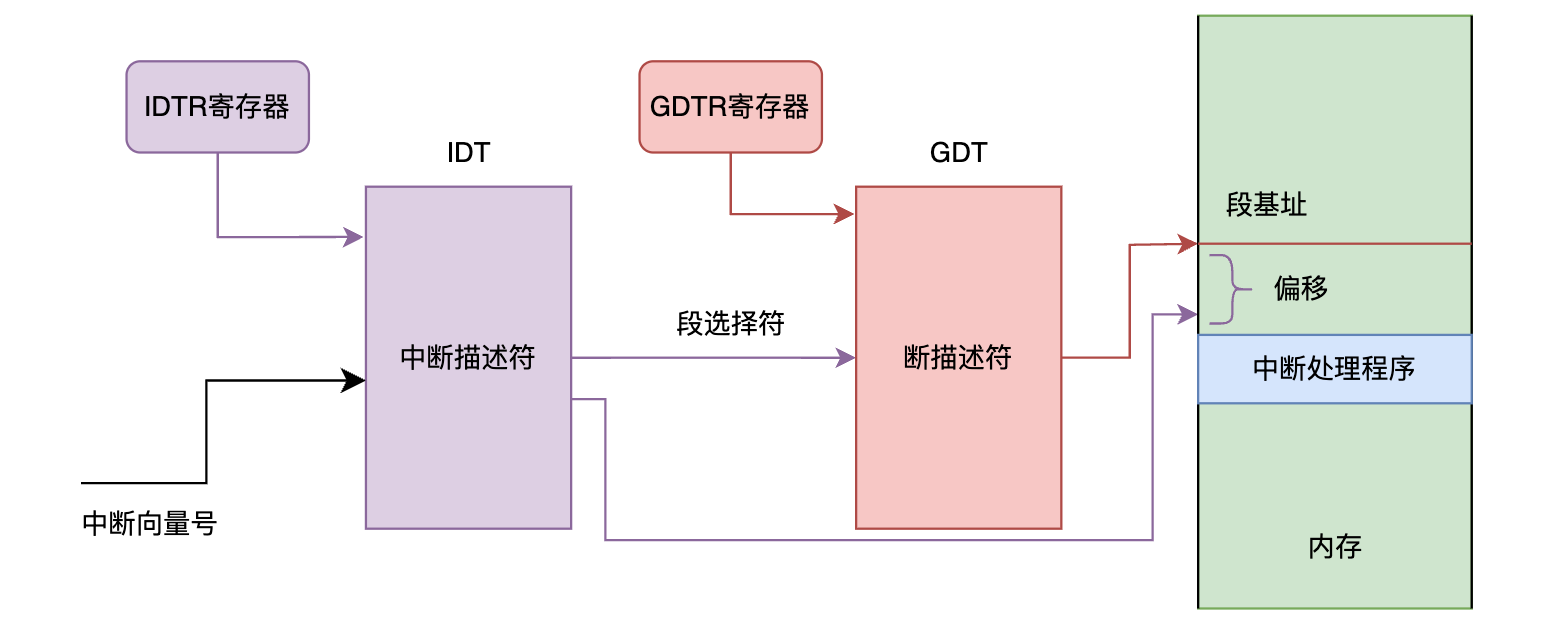 IDTR寄存器
GDTR寄存器
IDT
GDT
段基址
偏移
段选择符
中断描述符
断描述符
中断处理程序
中断向量号
内存